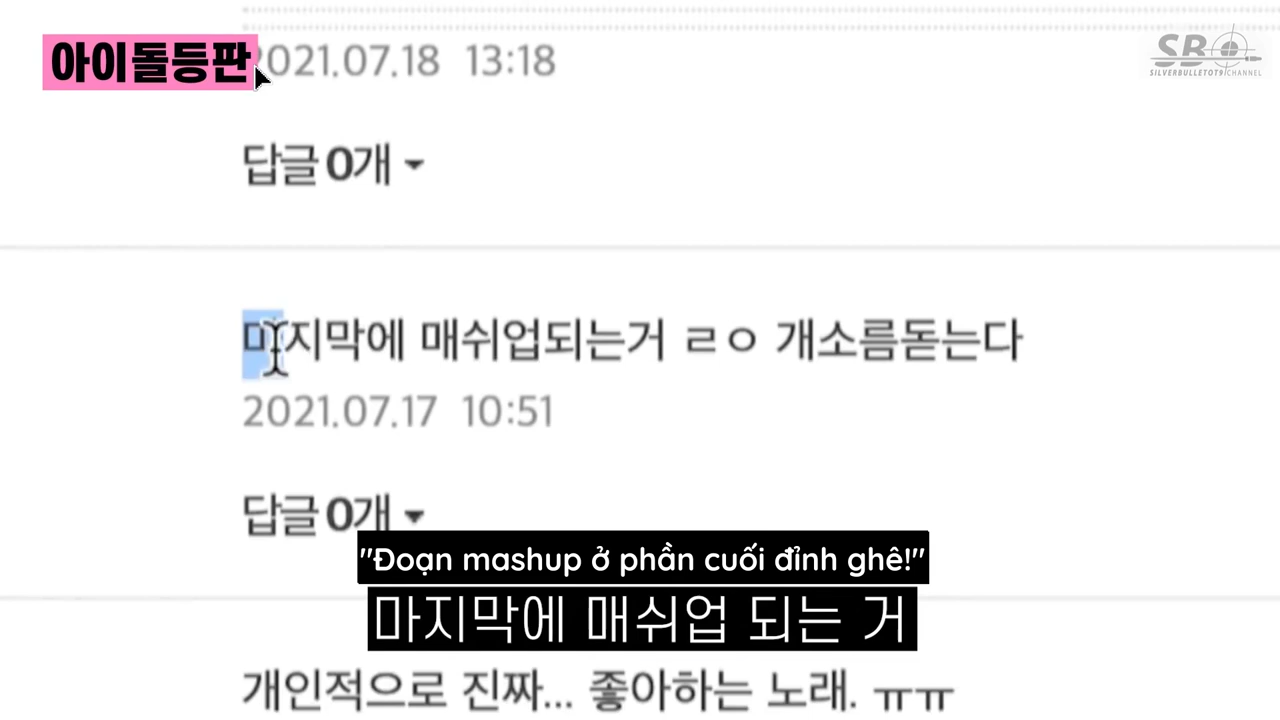 아이돌등판
SB
SILVERBULLETOT9 CHANNEL
2021.07.18 13:18
답글 0개
마지막에 매쉬업되는거 ㄹㅇ 개소름돋는다
2021.07.17 10:51
답글 0개
"Đoạn mashup ở phần cuối đỉnh ghê!"
마지막에 매쉬업 되는 거
개인적으로 진짜... 좋아하는 노래. ㅠㅠ